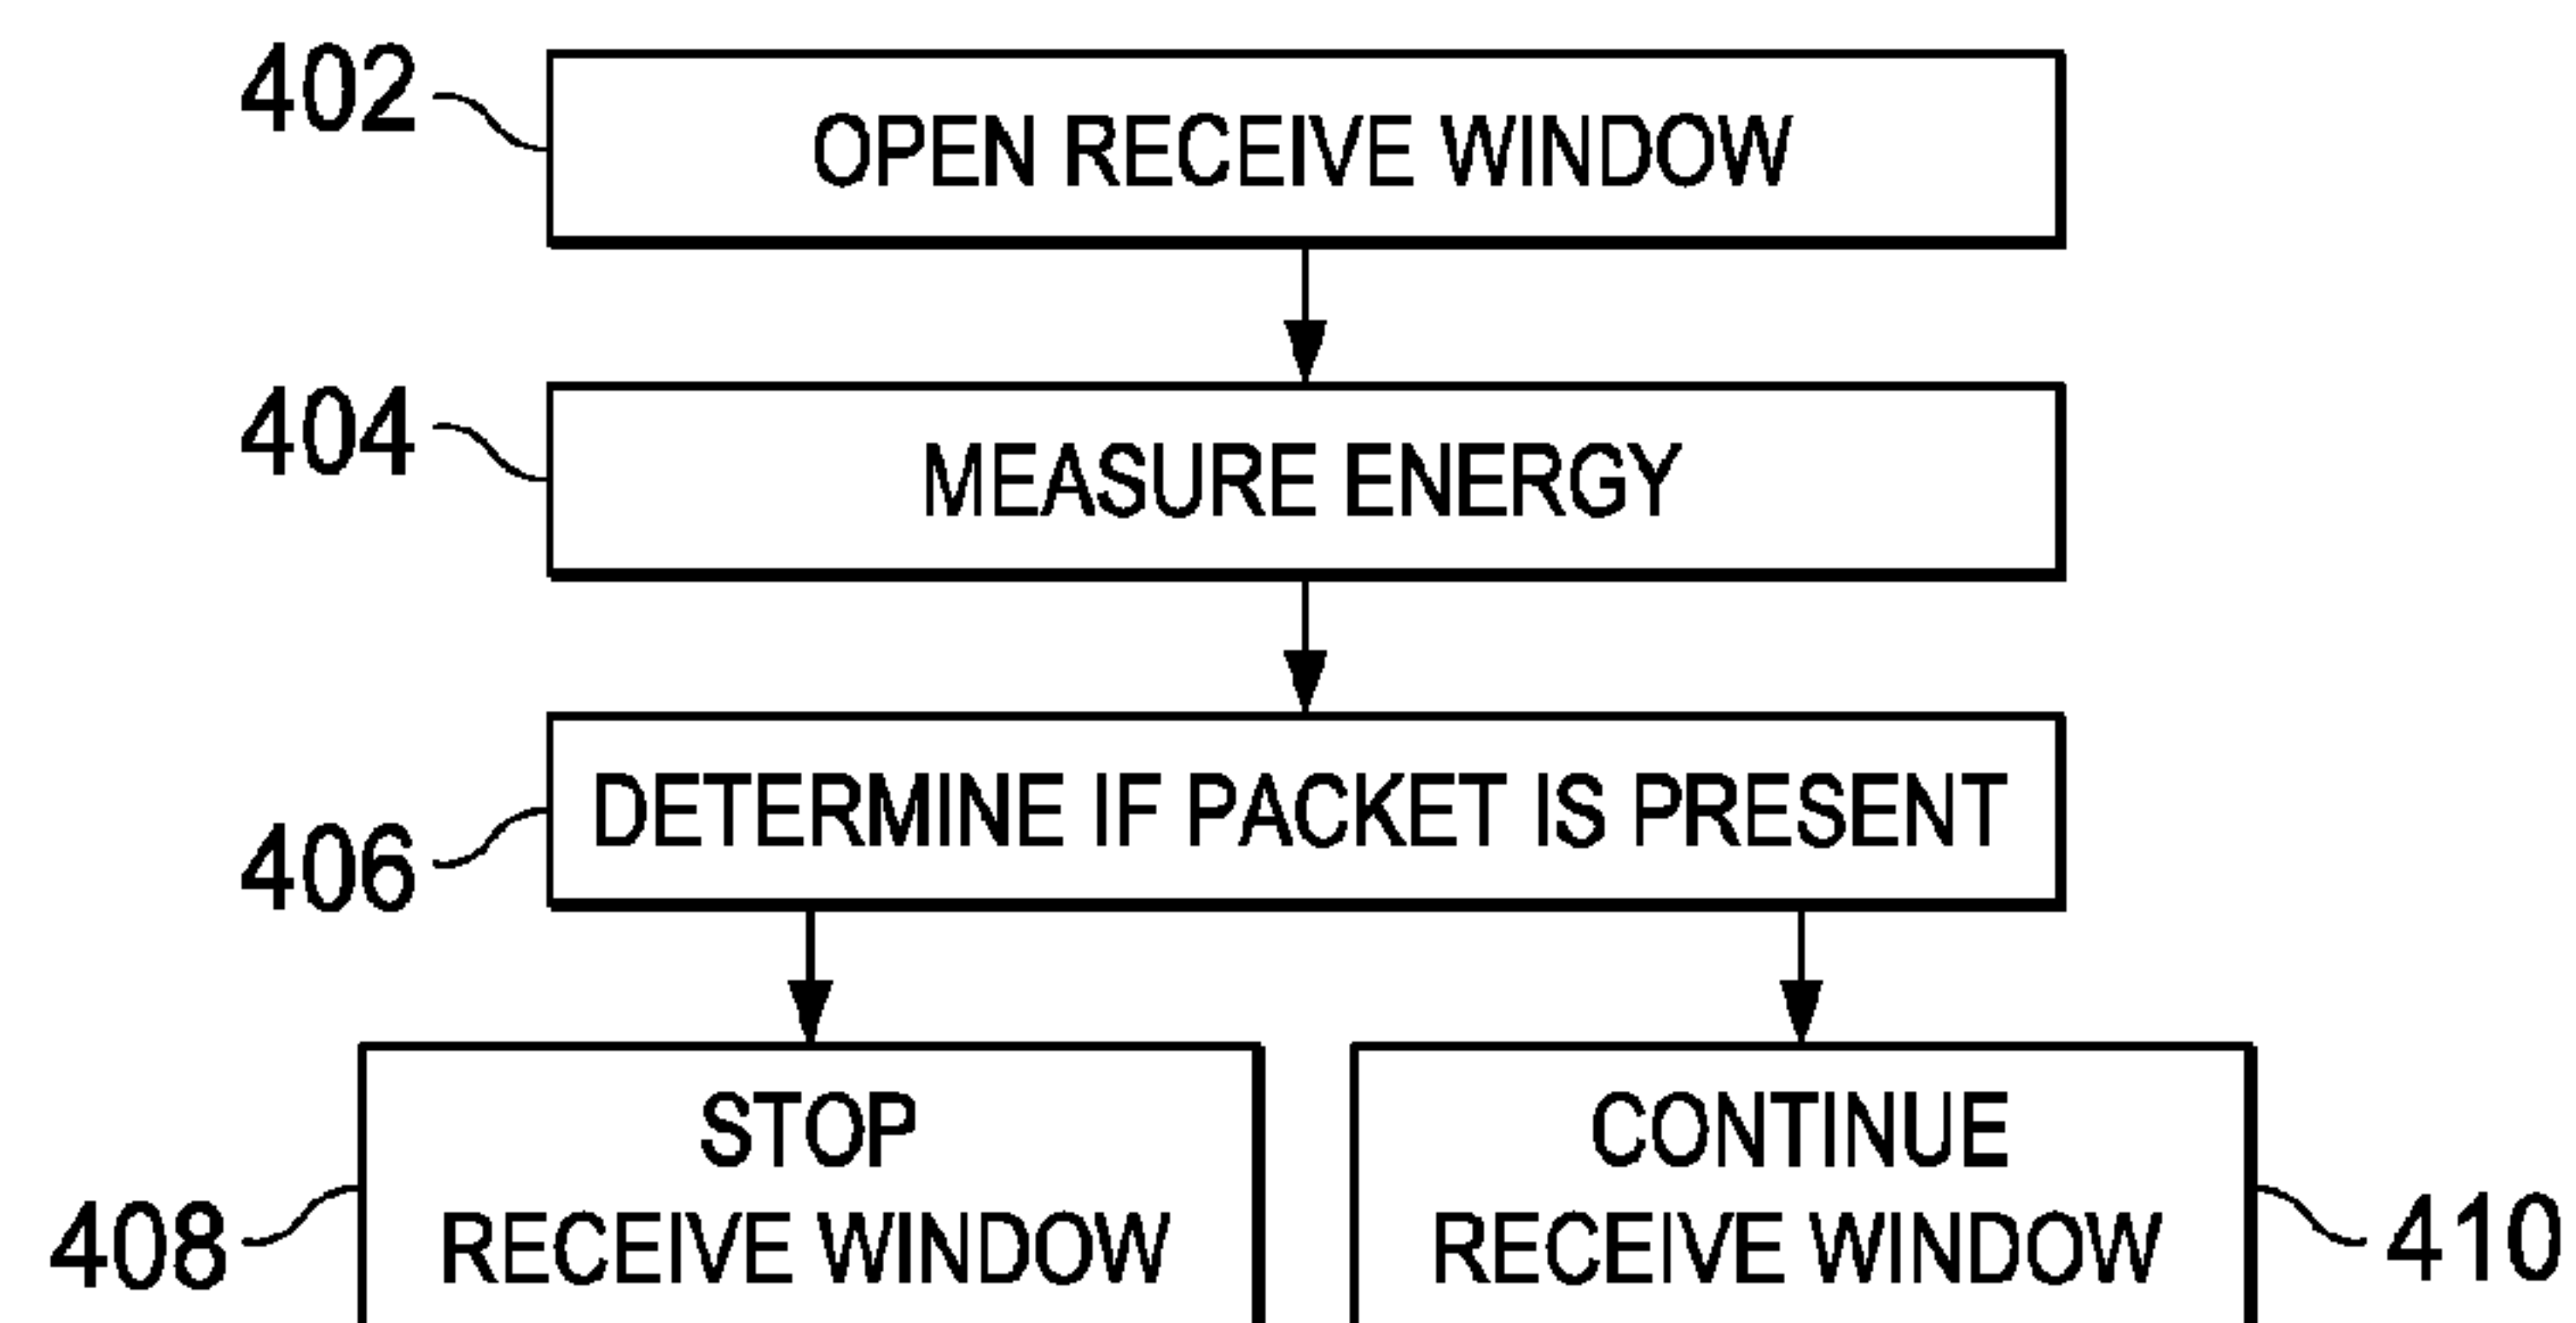 402
OPEN RECEIVE WINDOW
404
MEASURE ENERGY
406
DETERMINE IF PACKET IS PRESENT
408
STOP
RECEIVE WINDOW
CONTINUE
RECEIVE WINDOW
410